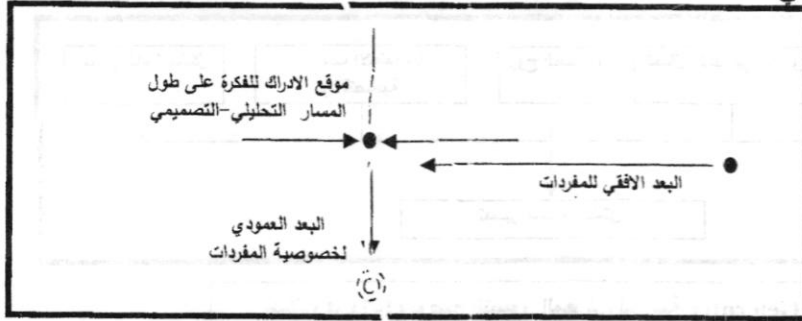 موقع الادراك للفكرة على طول
المسار التحليلي-التصميمي
البعد الافقي للمفردات
البعد العمودي
لخصوصية المفردات